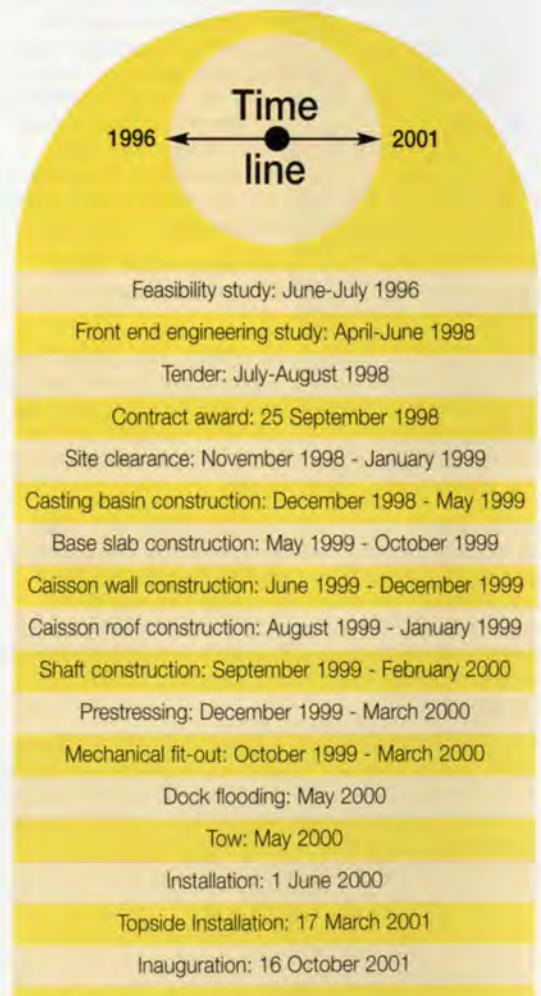 Time
1996 2001
line
Feasibility study: June-July 1996
Front end engineering study: April-June 1998
Tender: July-August 1998
Contract award: 25 September 1998
Site clearance: November 1998 - January 1999
Casting basin construction: December 1998 - May 1999
Base slab construction: May 1999 - October 1999
Caisson wall construction: June 1999 - December 1999
Caisson roof construction: August 1999 - January 1999
Shaft construction: September 1999 - February 2000
Prestressing: December 1999 - March 2000
Mechanical fit-out: October 1999 - March 2000
Dock flooding: May 2000
Tow: May 2000
Installation: 1 June 2000
Topside Installation: 17 March 2001
Inauguration: 16 October 2001